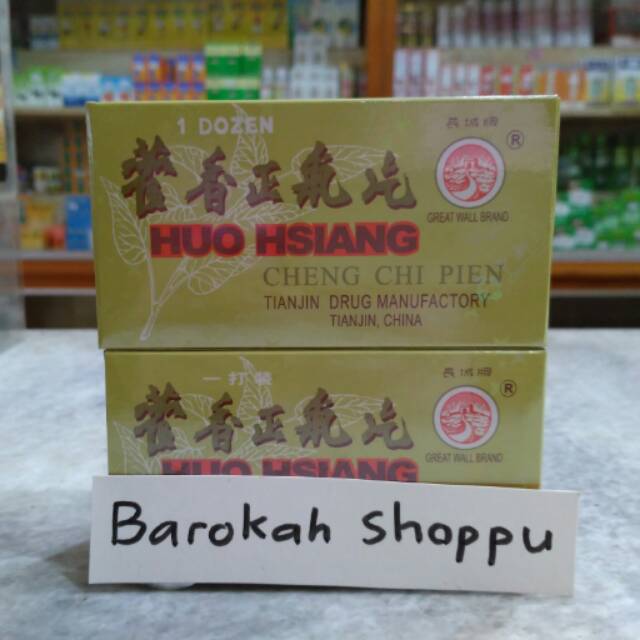 1 DOZEN
長城牌
®
藿香正氣片
GREAT WALL BRAND
HUO HSIANG
CHENG CHI PIEN
TIANJIN DRUG MANUFACTORY
TIANJIN, CHINA
一打裝
長城牌
®
藿香正氣片
GREAT WALL BRAND
HUO HSIANG
Barokah shoppu